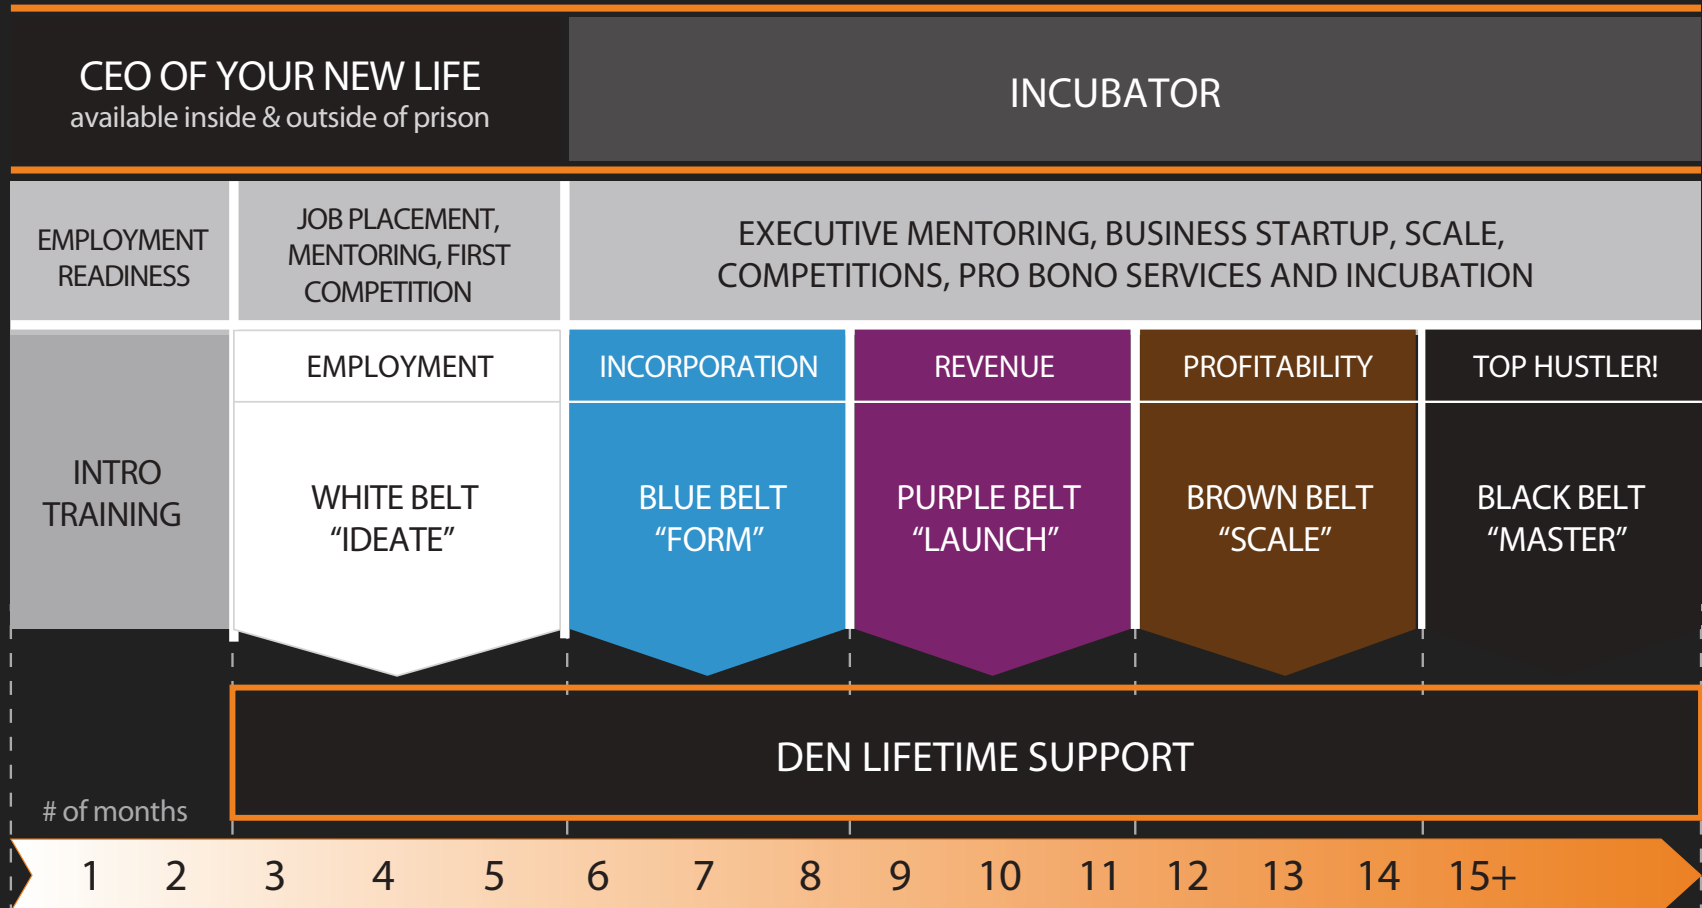 CEO OF YOUR NEW LIFE
available inside & outside of prison
INCUBATOR
EMPLOYMENT
READINESS
JOB PLACEMENT,
MENTORING, FIRST
COMPETITION
EXECUTIVE MENTORING, BUSINESS STARTUP, SCALE,
COMPETITIONS, PRO BONO SERVICES AND INCUBATION
INTRO
TRAINING
EMPLOYMENT
WHITE BELT
“IDEATE”
INCORPORATION
BLUE BELT
“FORM”
REVENUE
PURPLE BELT
“LAUNCH”
PROFITABILITY
BROWN BELT
“SCALE”
TOP HUSTLER!
BLACK BELT
“MASTER”
DEN LIFETIME SUPPORT
# of months
1 2 3 4 5 6 7 8 9 10 11 12 13 14 15+